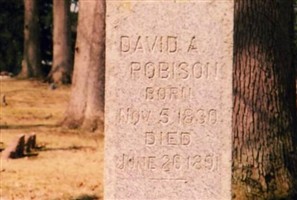 DAVID A
ROBISON
BORN
NOV 5 1830
DIED
JUNE 26 1891